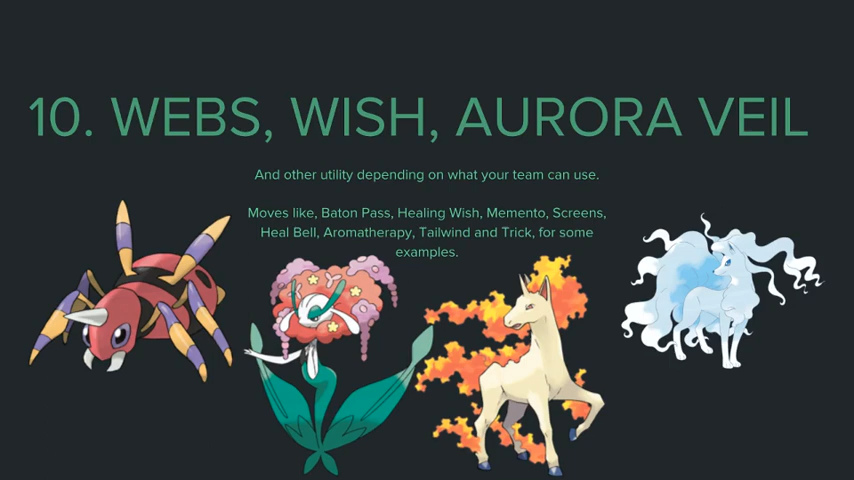 10. WEBS, WISH, AURORA VEIL
And other utility depending on what your team can use.
Moves like, Baton Pass, Healing Wish, Memento, Screens,
Heal Bell, Aromatherapy, Tailwind and Trick, for some
examples.